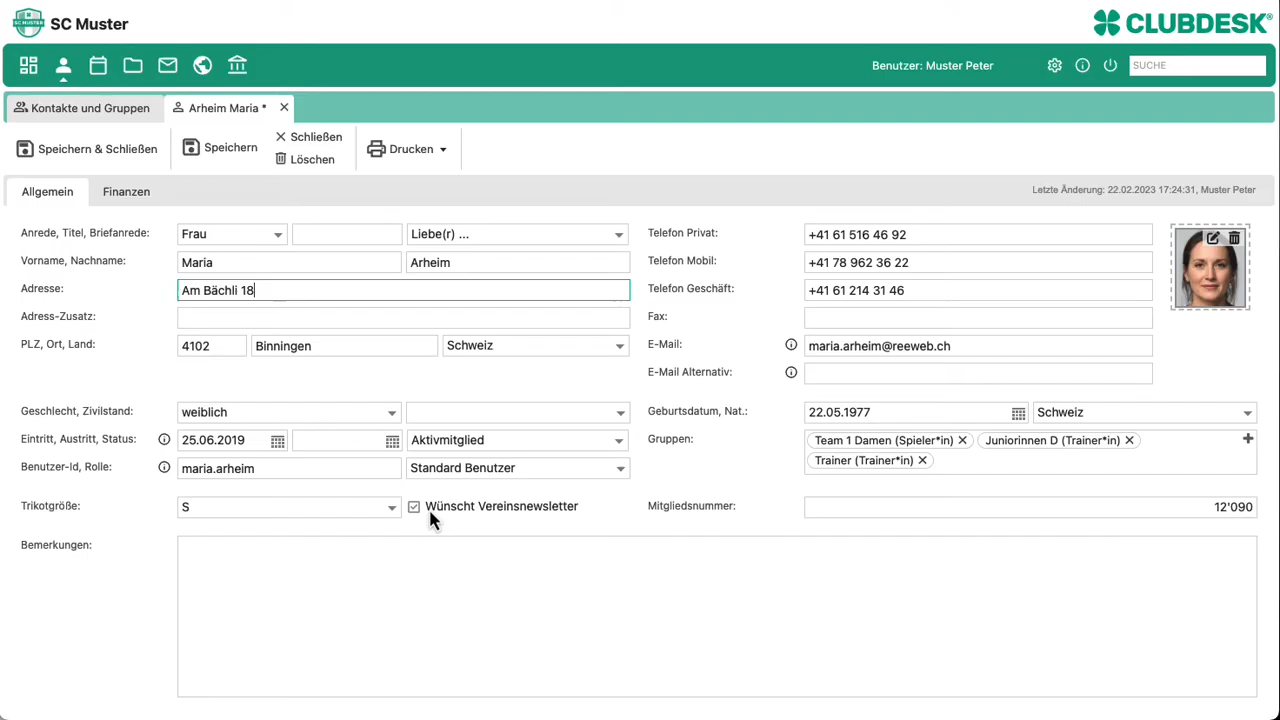 SC MUSTER
SC Muster
CLUBDESK
Benutzer: Muster Peter
SUCHE
Kontakte und Gruppen
Arheim Maria *
Speichern & Schließen
Speichern
Schließen
Löschen
Drucken
Allgemein
Finanzen
Letzte Änderung: 22.02.2023 17:24:31, Muster Peter
Anrede, Titel, Briefanrede:
Frau
Liebe(r) ...
Vorname, Nachname:
Maria
Arheim
Adresse:
Am Bächli 18
Adress-Zusatz:
PLZ, Ort, Land:
4102
Binningen
Schweiz
Telefon Privat:
+41 61 516 46 92
Telefon Mobil:
+41 78 962 36 22
Telefon Geschäft:
+41 61 214 31 46
Fax:
E-Mail:
maria.arheim@reeweb.ch
E-Mail Alternativ:
Geschlecht, Zivilstand:
weiblich
Eintritt, Austritt, Status:
25.06.2019
Aktivmitglied
Benutzer-Id, Rolle:
maria.arheim
Standard Benutzer
Geburtsdatum, Nat.:
22.05.1977
Schweiz
Gruppen:
Team 1 Damen (Spieler*in)
Juniorinnen D (Trainer*in)
Trainer (Trainer*in)
Trikotgröße:
S
Wünscht Vereinsnewsletter
Mitgliedsnummer:
12'090
Bemerkungen: